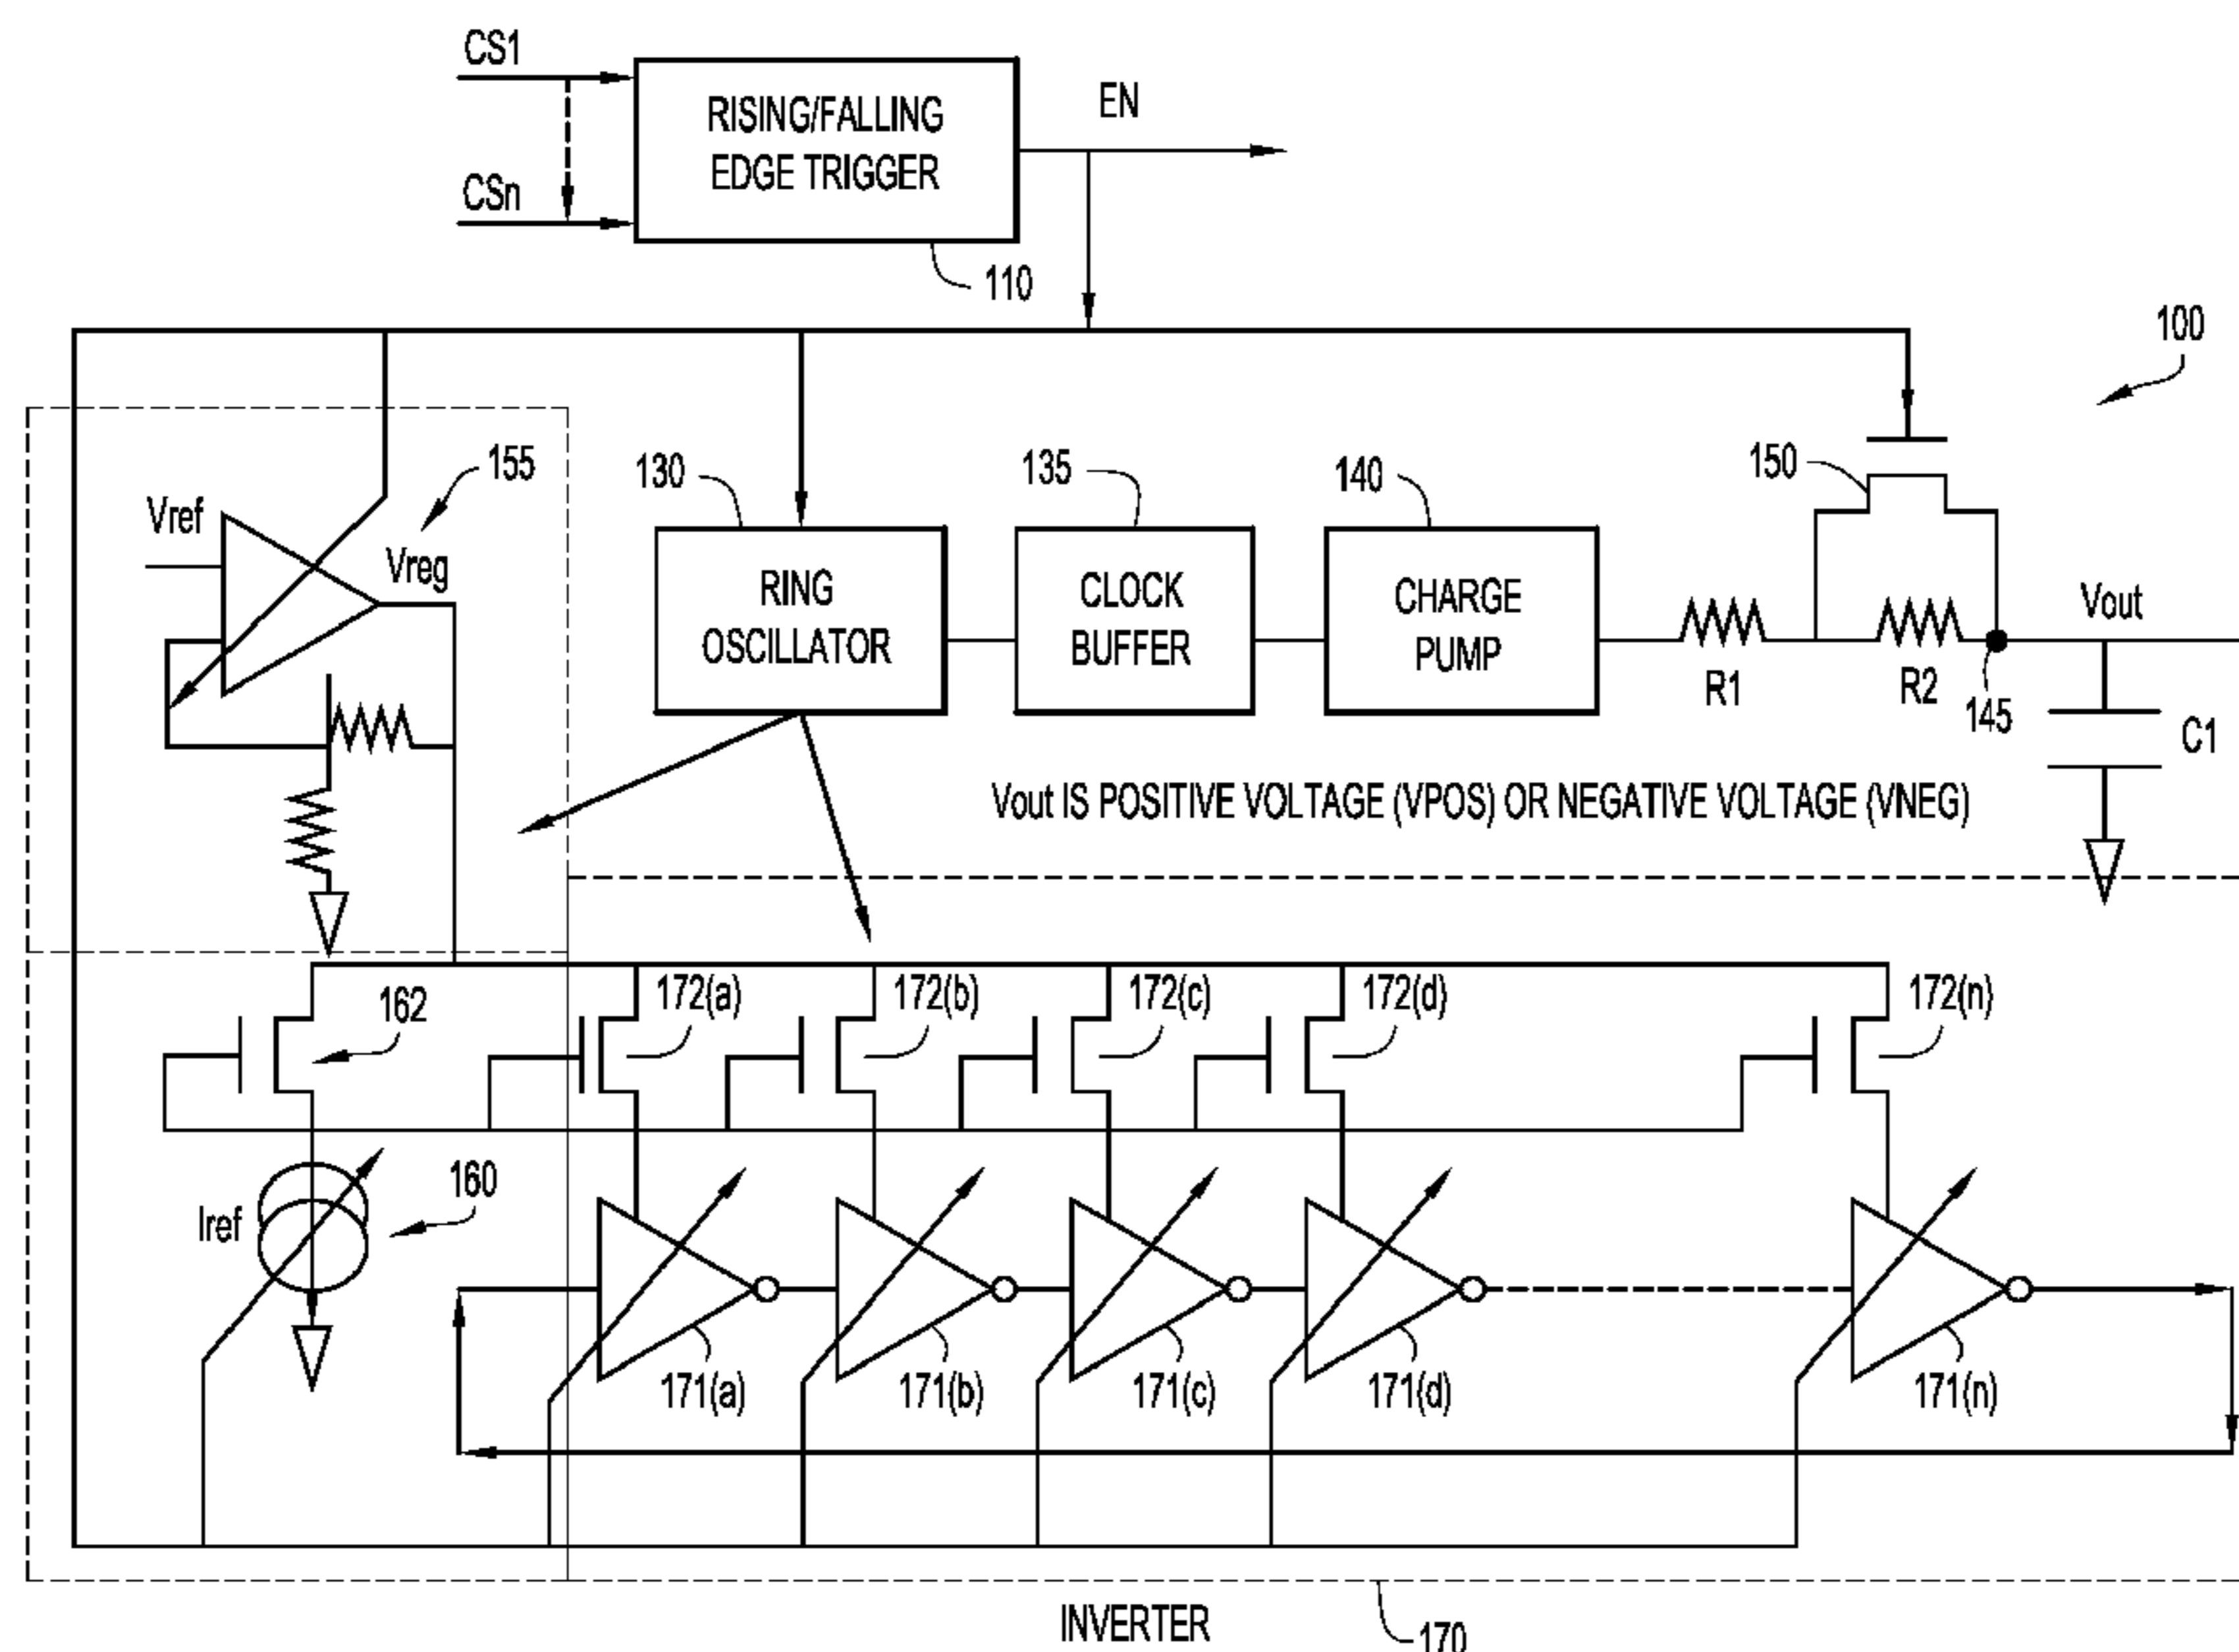 CS1
RISING/FALLING
EDGE TRIGGER
EN
CSn
110
100
155
130
135
140
150
Vref
Vreg
RING
OSCILLATOR
CLOCK
BUFFER
CHARGE
PUMP
Vout
R1
R2
145
C1
Vout IS POSITIVE VOLTAGE (VPOS) OR NEGATIVE VOLTAGE (VNEG)
162
172(a)
172(b)
172(c)
172(d)
172(n)
Iref
160
171(a)
171(b)
171(c)
171(d)
171(n)
INVERTER
170